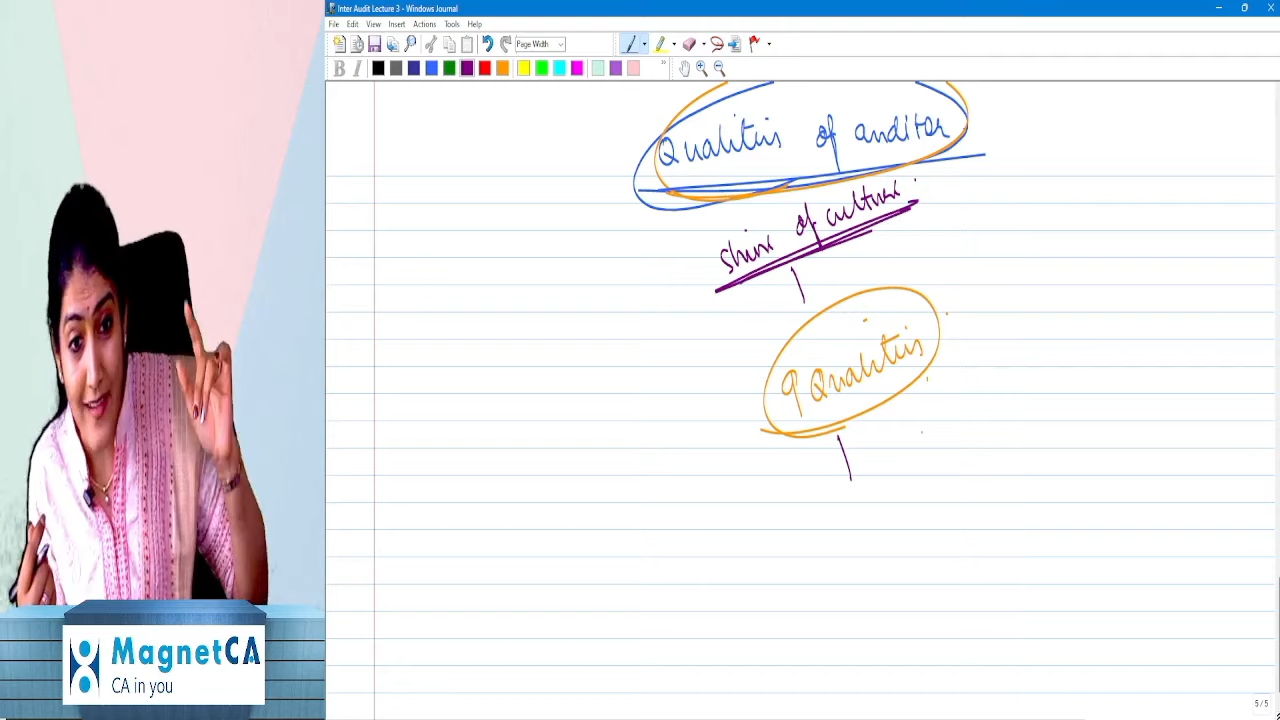 Inter Audit Lecture 3 - Windows Journal
File Edit View Insert Actions Tools Help
Page Width
B I
Qualities of auditor
shine of culture
9 Qualities
MagnetCA
CA in you
5 / 5